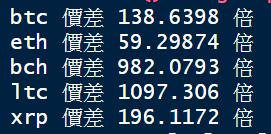 btc 價差 138.6398 倍
eth 價差 59.29874 倍
bch 價差 982.0793 倍
ltc 價差 1097.306 倍
xrp 價差 196.1172 倍